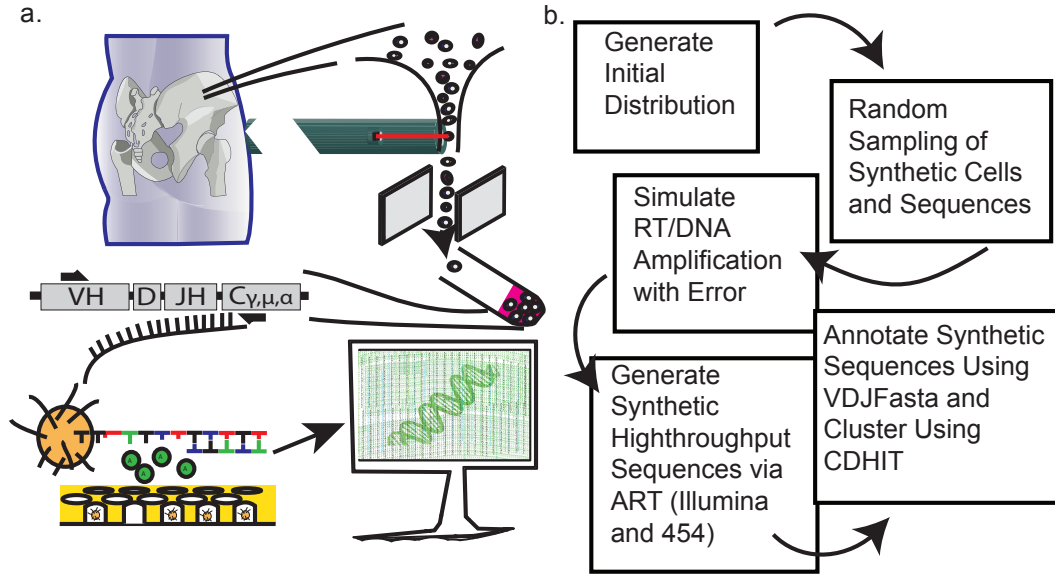 a.
VH D JH Cγ,μ,α
A
A
A
A
A
b.
Generate
Initial
Distribution
Random
Sampling of
Synthetic Cells
and Sequences
Simulate
RT/DNA
Amplification
with Error
Generate
Synthetic
Highthroughput
Sequences via
ART (Illumina
and 454)
Annotate Synthetic
Sequences Using
VDJFasta and
Cluster Using
CDHIT